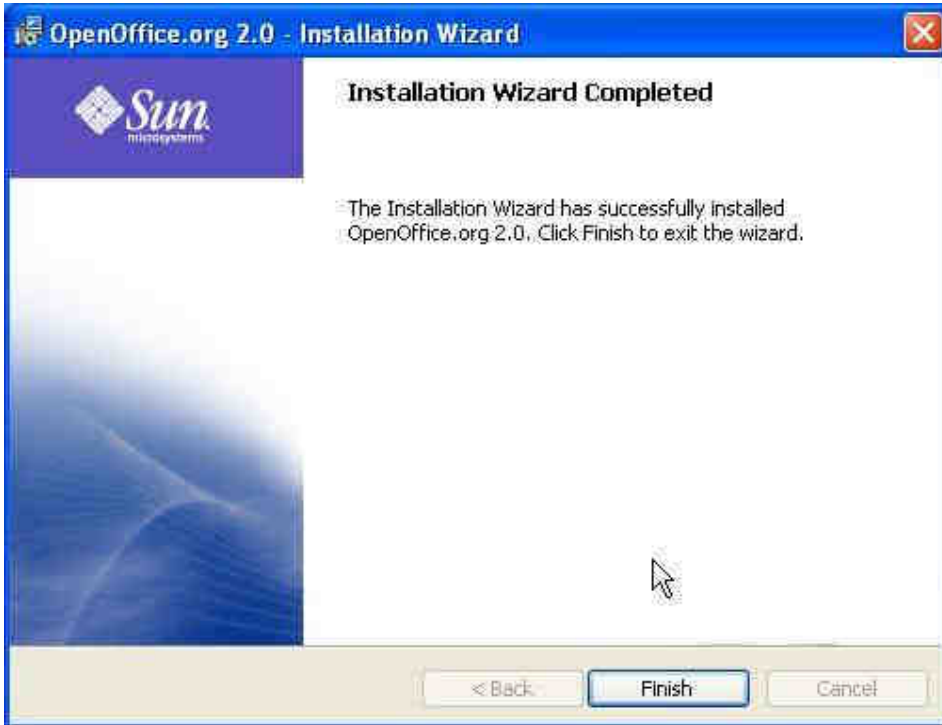 OpenOffice.org 2.0 - Installation Wizard
Sun
microsystems
Installation Wizard Completed
The Installation Wizard has successfully installed
OpenOffice.org 2.0. Click Finish to exit the wizard.
< Back
Finish
Cancel